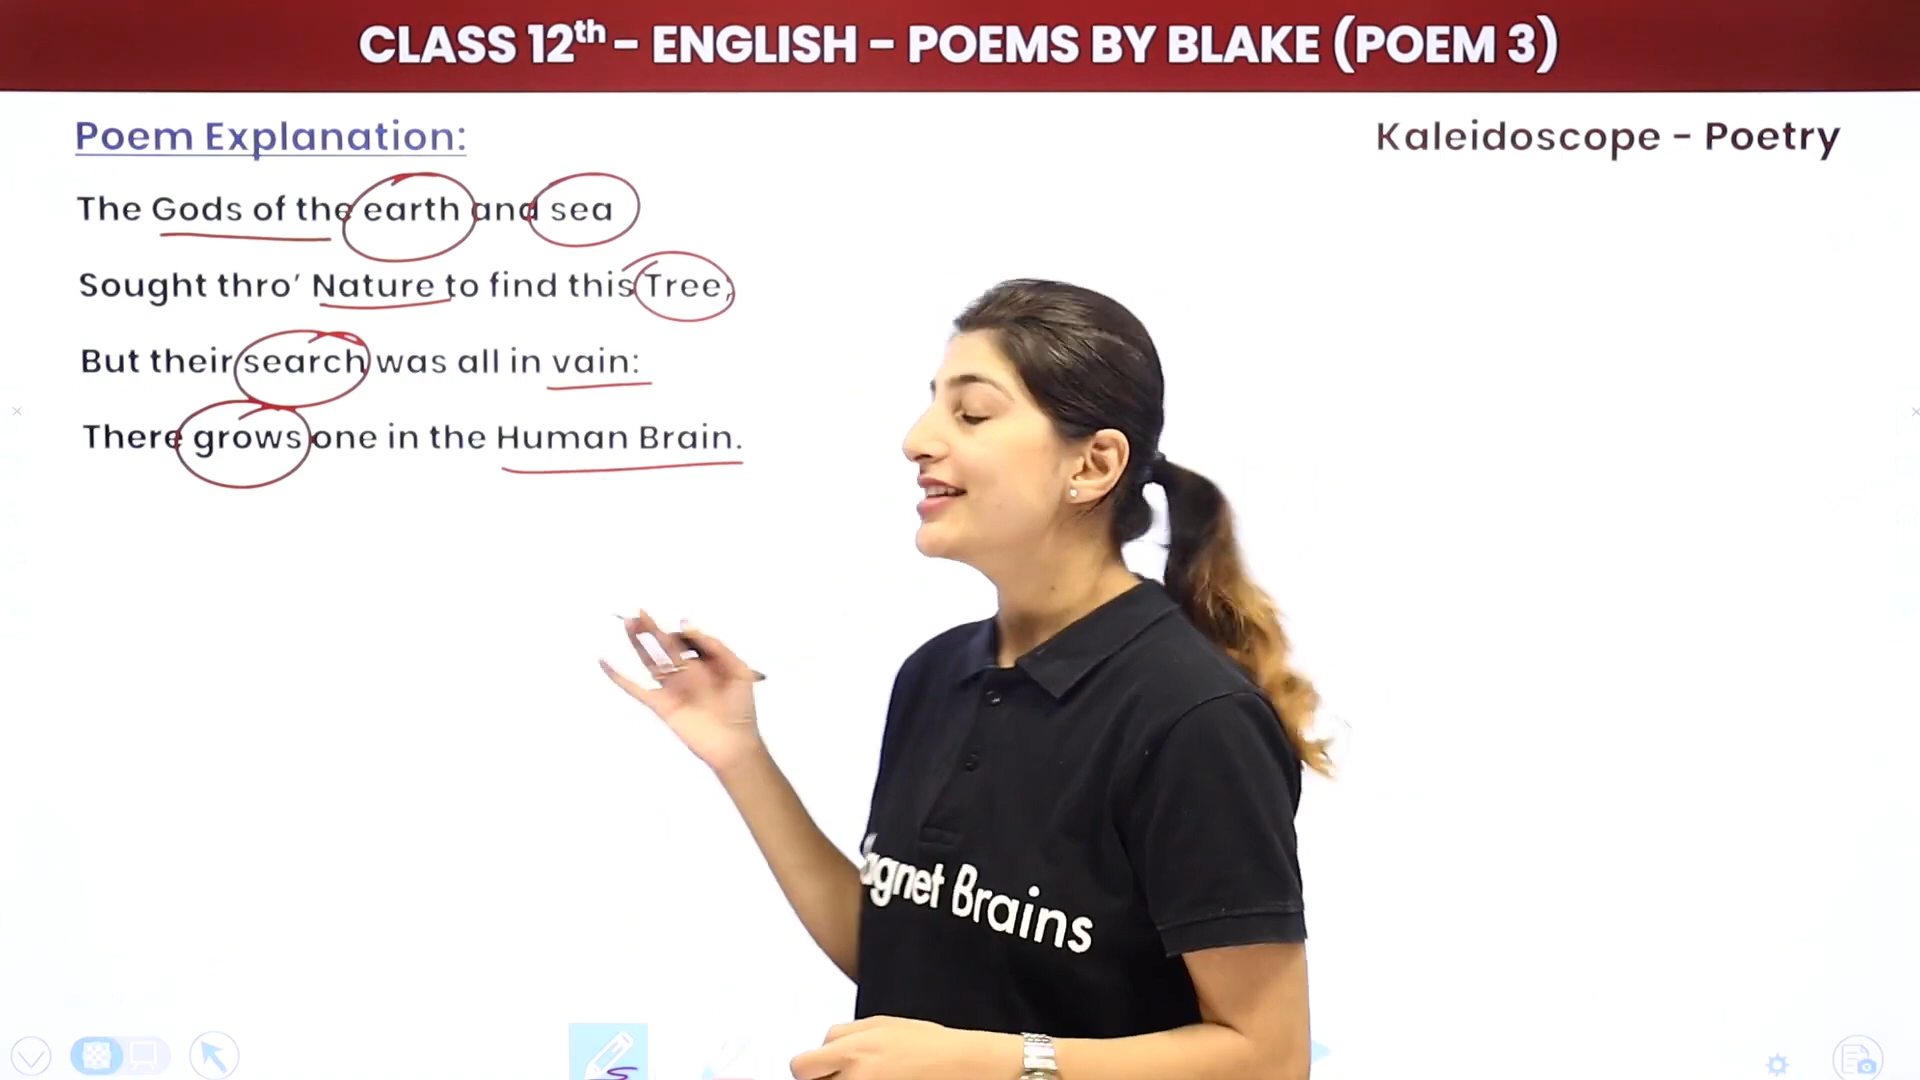 CLASS 12th – ENGLISH – POEMS BY BLAKE (POEM 3)
Poem Explanation:
Kaleidoscope – Poetry
The Gods of the earth and sea
Sought thro’ Nature to find this Tree,
But their search was all in vain:
There grows one in the Human Brain.
agnet Brains